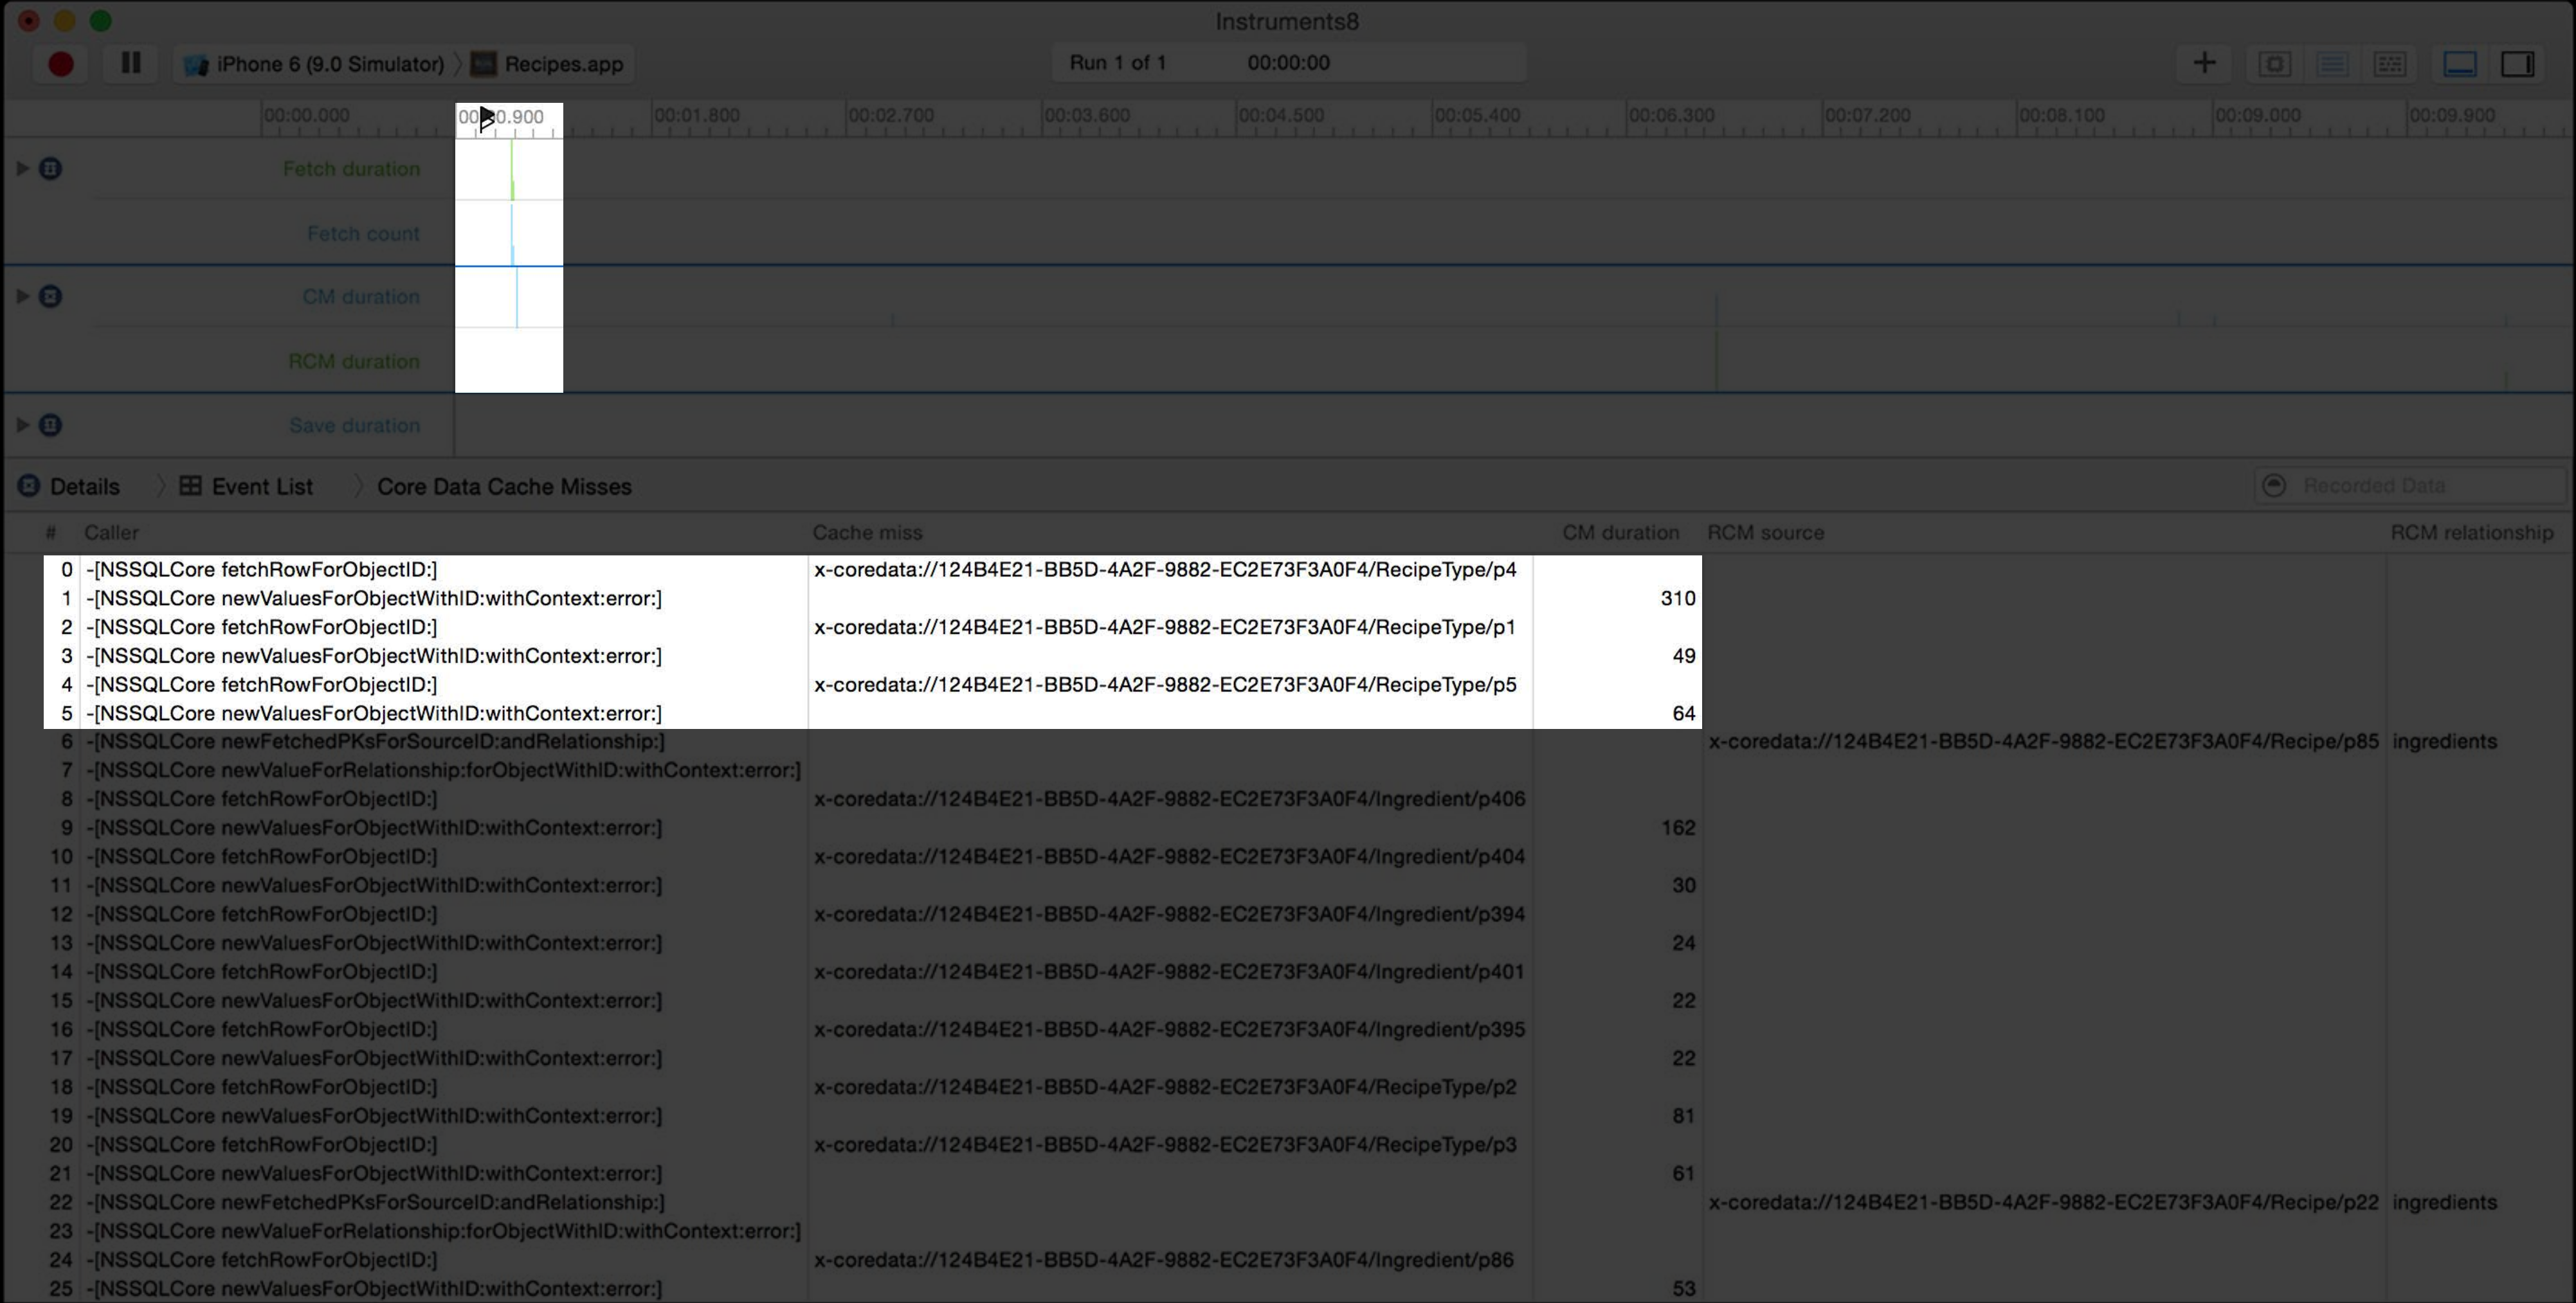 Instruments8
iPhone 6 (9.0 Simulator) Recipes.app Run 1 of 1 00:00:00
00:00.000 00:00.900 00:01.800 00:02.700 00:03.600 00:04.500 00:05.400 00:06.300 00:07.200 00:08.100 00:09.000 00:09.900
Fetch duration
Fetch count
CM duration
RCM duration
Save duration
Details Event List Core Data Cache Misses Recorded Data
# Caller Cache miss CM duration RCM source RCM relationship
0 -[NSSQLCore fetchRowForObjectID:] x-coredata://124B4E21-BB5D-4A2F-9882-EC2E73F3A0F4/RecipeType/p4
1 -[NSSQLCore newValuesForObjectWithID:withContext:error:] 310
2 -[NSSQLCore fetchRowForObjectID:] x-coredata://124B4E21-BB5D-4A2F-9882-EC2E73F3A0F4/RecipeType/p1
3 -[NSSQLCore newValuesForObjectWithID:withContext:error:] 49
4 -[NSSQLCore fetchRowForObjectID:] x-coredata://124B4E21-BB5D-4A2F-9882-EC2E73F3A0F4/RecipeType/p5
5 -[NSSQLCore newValuesForObjectWithID:withContext:error:] 64
6 -[NSSQLCore newFetchedPKsForSourceID:andRelationship:] x-coredata://124B4E21-BB5D-4A2F-9882-EC2E73F3A0F4/Recipe/p85 ingredients
7 -[NSSQLCore newValueForRelationship:forObjectWithID:withContext:error:]
8 -[NSSQLCore fetchRowForObjectID:] x-coredata://124B4E21-BB5D-4A2F-9882-EC2E73F3A0F4/Ingredient/p406
9 -[NSSQLCore newValuesForObjectWithID:withContext:error:] 162
10 -[NSSQLCore fetchRowForObjectID:] x-coredata://124B4E21-BB5D-4A2F-9882-EC2E73F3A0F4/Ingredient/p404
11 -[NSSQLCore newValuesForObjectWithID:withContext:error:] 30
12 -[NSSQLCore fetchRowForObjectID:] x-coredata://124B4E21-BB5D-4A2F-9882-EC2E73F3A0F4/Ingredient/p394
13 -[NSSQLCore newValuesForObjectWithID:withContext:error:] 24
14 -[NSSQLCore fetchRowForObjectID:] x-coredata://124B4E21-BB5D-4A2F-9882-EC2E73F3A0F4/Ingredient/p401
15 -[NSSQLCore newValuesForObjectWithID:withContext:error:] 22
16 -[NSSQLCore fetchRowForObjectID:] x-coredata://124B4E21-BB5D-4A2F-9882-EC2E73F3A0F4/Ingredient/p395
17 -[NSSQLCore newValuesForObjectWithID:withContext:error:] 22
18 -[NSSQLCore fetchRowForObjectID:] x-coredata://124B4E21-BB5D-4A2F-9882-EC2E73F3A0F4/RecipeType/p2
19 -[NSSQLCore newValuesForObjectWithID:withContext:error:] 81
20 -[NSSQLCore fetchRowForObjectID:] x-coredata://124B4E21-BB5D-4A2F-9882-EC2E73F3A0F4/RecipeType/p3
21 -[NSSQLCore newValuesForObjectWithID:withContext:error:] 61
22 -[NSSQLCore newFetchedPKsForSourceID:andRelationship:] x-coredata://124B4E21-BB5D-4A2F-9882-EC2E73F3A0F4/Recipe/p22 ingredients
23 -[NSSQLCore newValueForRelationship:forObjectWithID:withContext:error:]
24 -[NSSQLCore fetchRowForObjectID:] x-coredata://124B4E21-BB5D-4A2F-9882-EC2E73F3A0F4/Ingredient/p86
25 -[NSSQLCore newValuesForObjectWithID:withContext:error:] 53